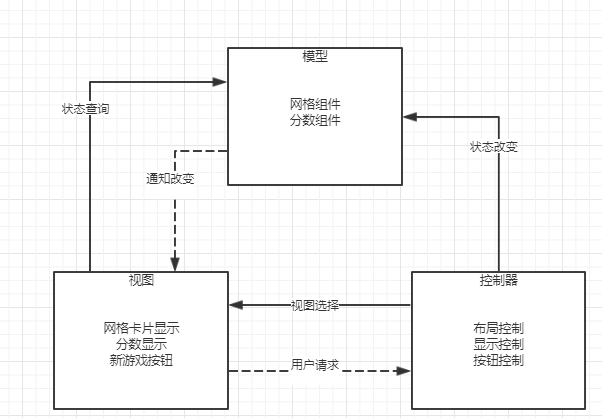 模型
网格组件
分数组件
状态查询
状态改变
通知改变
视图
网格卡片显示
分数显示
新游戏按钮
视图选择
用户请求
控制器
布局控制
显示控制
按钮控制